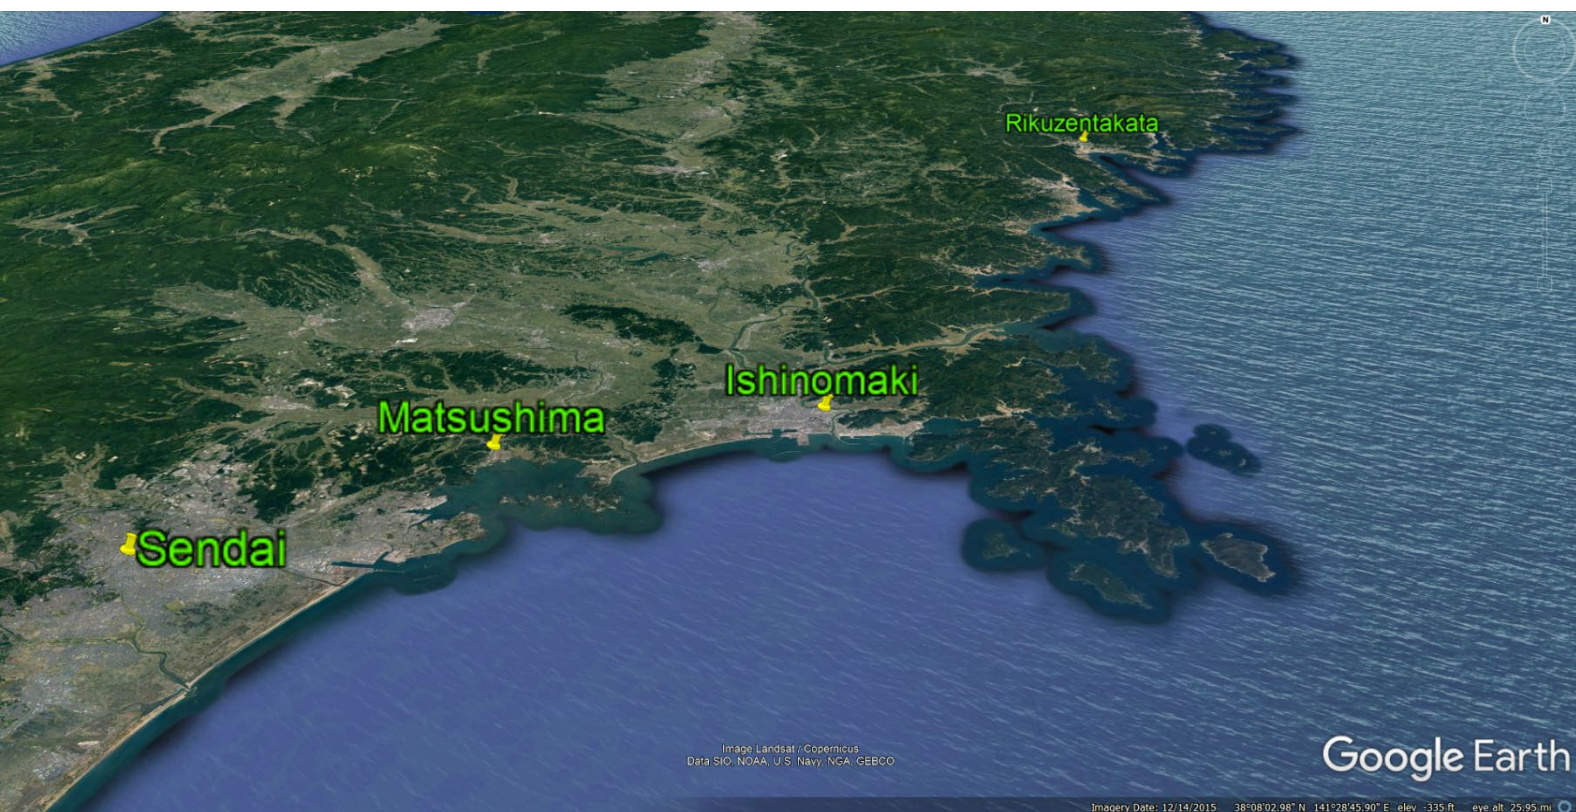 N
Rikuzentakata
Ishinomaki
Matsushima
Sendai
Image Landsat / Copernicus
Data SIO, NOAA, U.S. Navy, NGA, GEBCO
Google Earth
Imagery Date: 12/14/2015 38°08'02.98" N 141°28'45.90" E elev -335 ft eye alt 25.95 mi